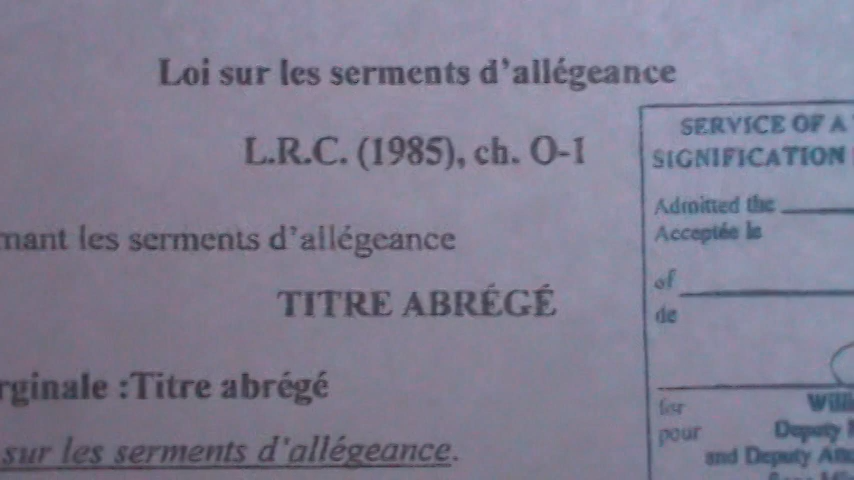 Loi sur les serments d'allégeance
L.R.C. (1985), ch. O-1
mant les serments d'allégeance
TITRE ABRÉGÉ
rginale :Titre abrégé
sur les serments d'allégeance.
SERVICE OF A
SIGNIFICATION
Admitted the
Acceptée le
of
de
for
pour
Willi
Deputy
and Deputy